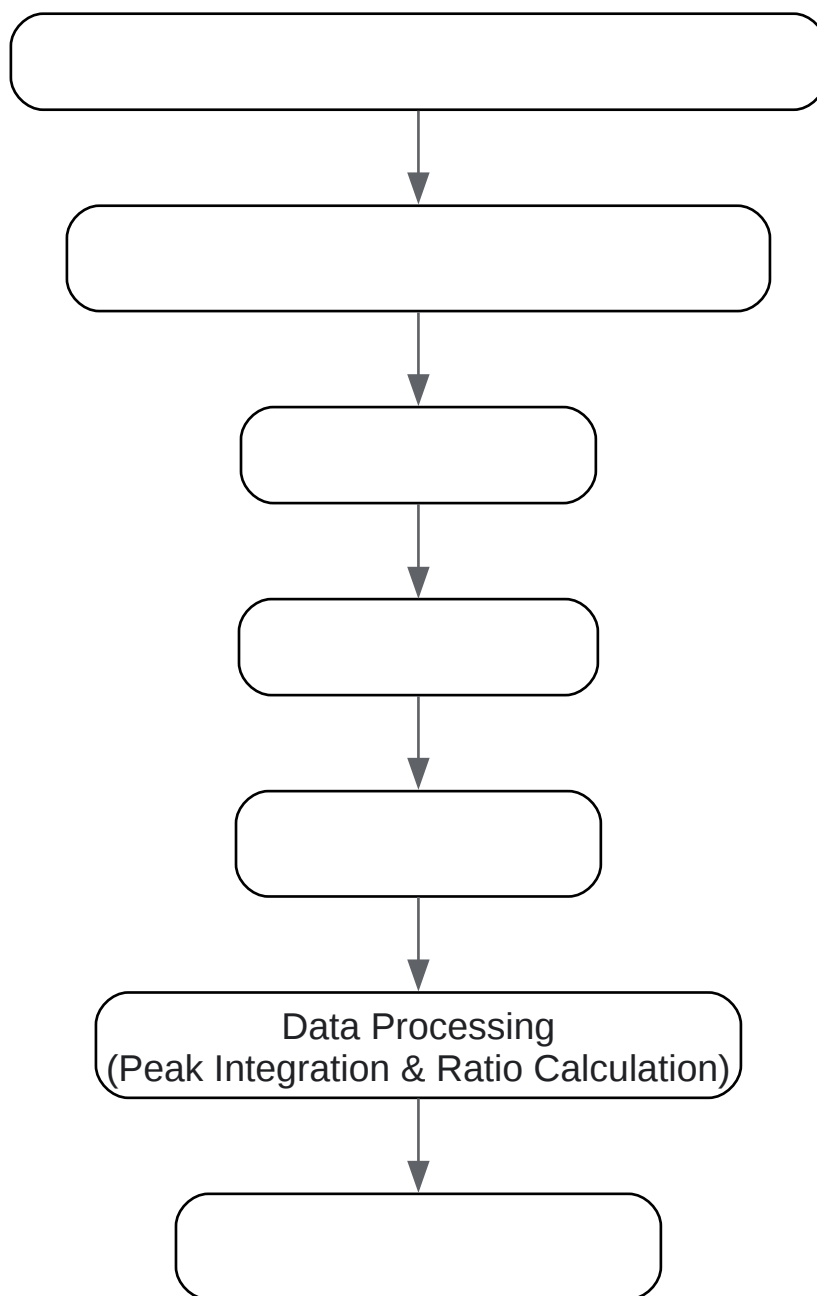 Data Processing
(Peak Integration & Ratio Calculation)